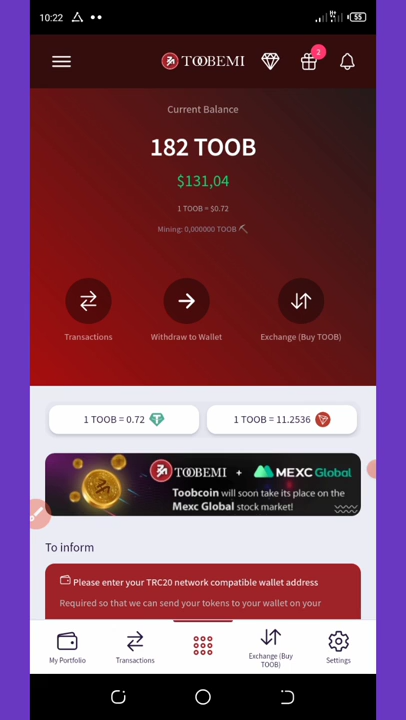 10:22
55
TOOBEMI
2
Current Balance
182 TOOB
$131,04
1 TOOB = $0.72
Mining: 0,000000 TOOB
Transactions
Withdraw to Wallet
Exchange (Buy TOOB)
1 TOOB = 0.72
1 TOOB = 11.2536
TOOBEMI + MEXC Global
Toobcoin will soon take its place on the
Mexc Global stock market!
To inform
Please enter your TRC20 network compatible wallet address
Required so that we can send your tokens to your wallet on your
My Portfolio
Transactions
Exchange (Buy
TOOB)
Settings